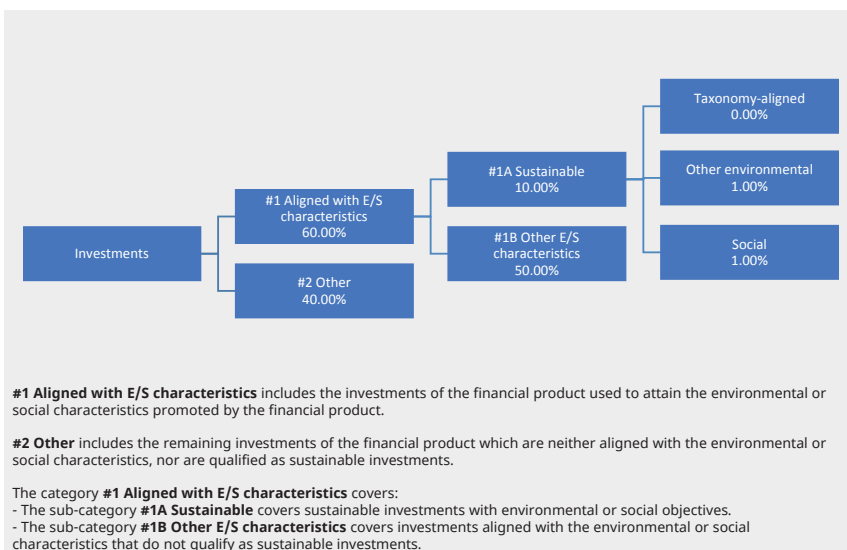 Taxonomy-aligned
0.00%
#1A Sustainable
10.00%
Other environmental
1.00%
#1 Aligned with E/S
characteristics
60.00%
#1B Other E/S
characteristics
50.00%
Social
1.00%
Investments
#2 Other
40.00%
#1 Aligned with E/S characteristics includes the investments of the financial product used to attain the environmental or
social characteristics promoted by the financial product.
#2 Other includes the remaining investments of the financial product which are neither aligned with the environmental or
social characteristics, nor are qualified as sustainable investments.
The category #1 Aligned with E/S characteristics covers:
- The sub-category #1A Sustainable covers sustainable investments with environmental or social objectives.
- The sub-category #1B Other E/S characteristics covers investments aligned with the environmental or social
characteristics that do not qualify as sustainable investments.